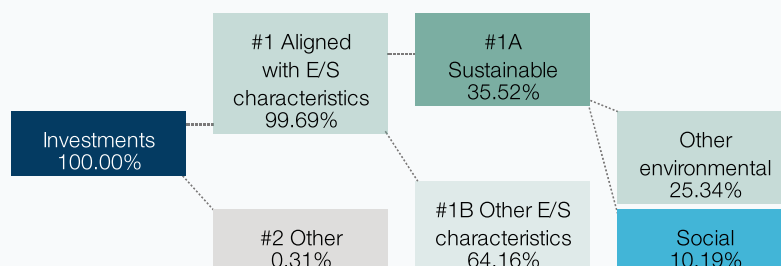 Investments
100.00%
#1 Aligned
with E/S
characteristics
99.69%
#2 Other
0.31%
#1A
Sustainable
35.52%
#1B Other E/S
characteristics
64.16%
Other
environmental
25.34%
Social
10.19%